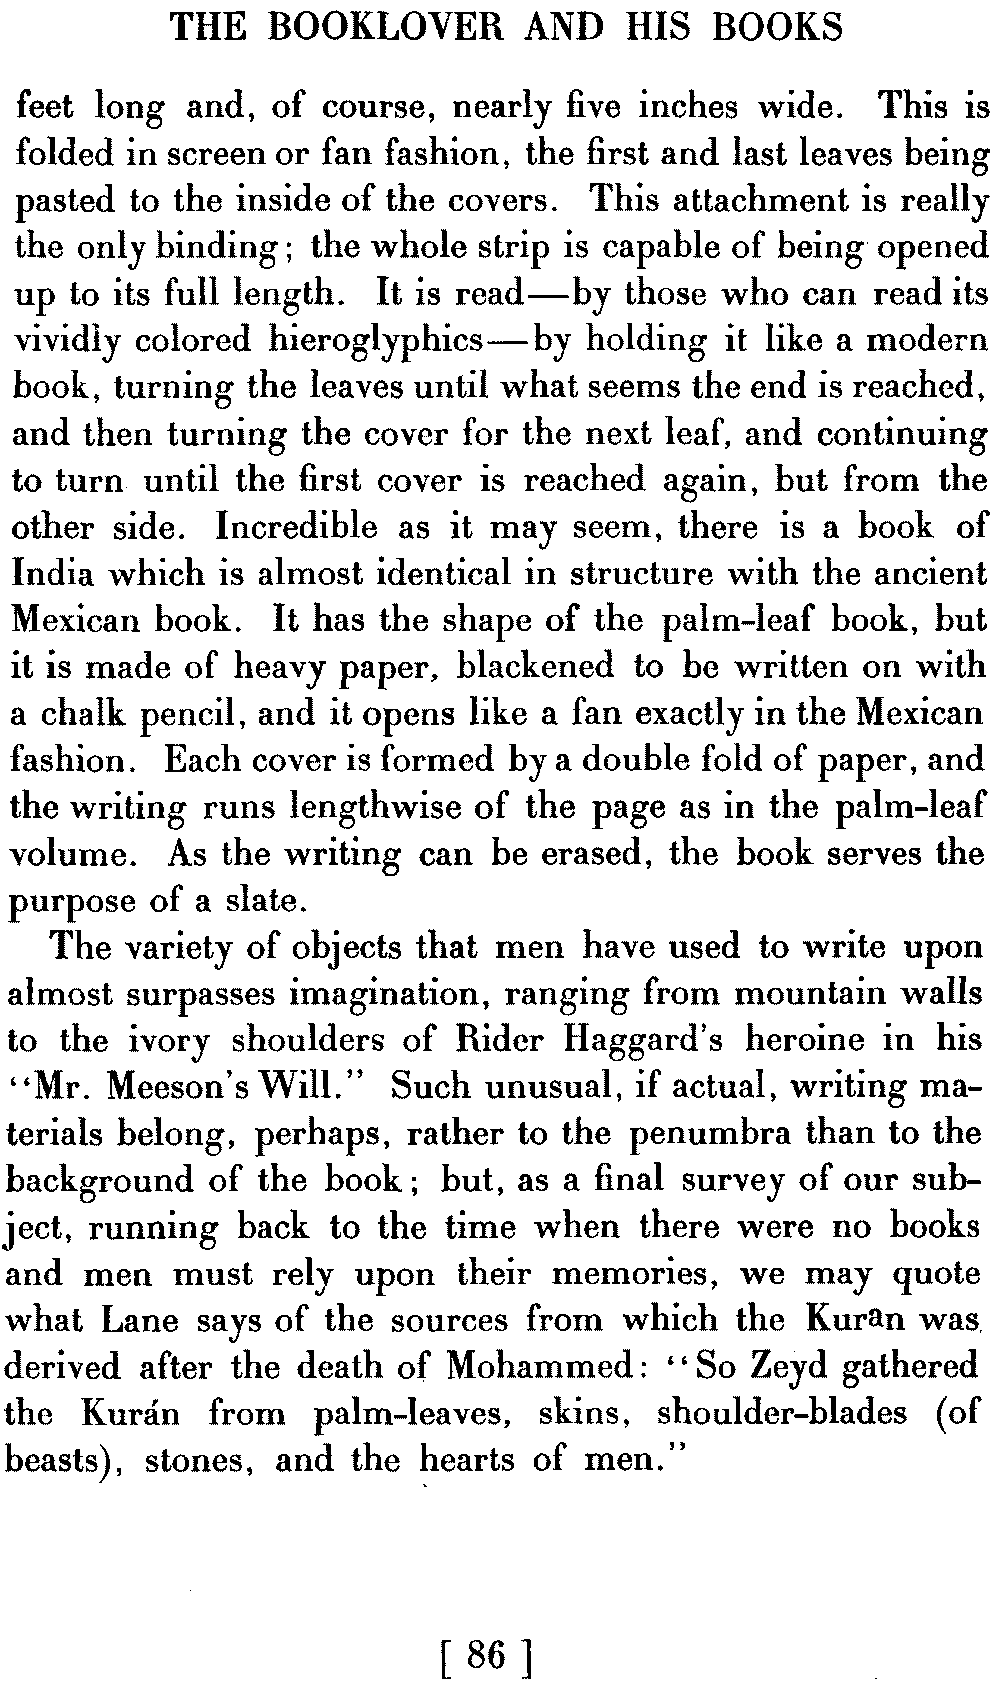 THE BOOKLOVER AND HIS BOOKS
feet long and, of course, nearly five inches wide. This is
folded in screen or fan fashion, the first and last leaves being
pasted to the inside of the covers. This attachment is really
the only binding; the whole strip is capable of being opened
up to its full length. It is read—by those who can read its
vividly colored hieroglyphics—by holding it like a modern
book, turning the leaves until what seems the end is reached,
and then turning the cover for the next leaf, and continuing
to turn until the first cover is reached again, but from the
other side. Incredible as it may seem, there is a book of
India which is almost identical in structure with the ancient
Mexican book. It has the shape of the palm-leaf book, but
it is made of heavy paper, blackened to be written on with
a chalk pencil, and it opens like a fan exactly in the Mexican
fashion. Each cover is formed by a double fold of paper, and
the writing runs lengthwise of the page as in the palm-leaf
volume. As the writing can be erased, the book serves the
purpose of a slate.
The variety of objects that men have used to write upon
almost surpasses imagination, ranging from mountain walls
to the ivory shoulders of Rider Haggard's heroine in his
"Mr. Meeson's Will." Such unusual, if actual, writing ma-
terials belong, perhaps, rather to the penumbra than to the
background of the book; but, as a final survey of our sub-
ject, running back to the time when there were no books
and men must rely upon their memories, we may quote
what Lane says of the sources from which the Kuran was
derived after the death of Mohammed: "So Zeyd gathered
the Kurán from palm-leaves, skins, shoulder-blades (of
beasts), stones, and the hearts of men."
[ 86 ]